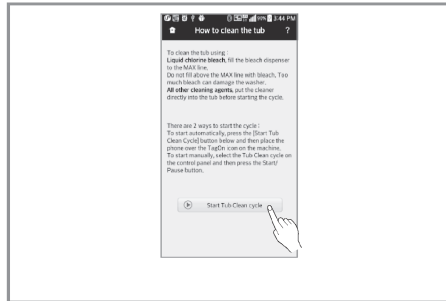 90% 3:44 PM
How to clean the tub ?
To clean the tub using :
Liquid chlorine bleach, fill the bleach dispenser
to the MAX line.
Do not fill above the MAX line with bleach, Too
much bleach can damage the washer.
All other cleaning agents, put the cleaner
directly into the tub before starting the cycle.
There are 2 ways to start the cycle :
To start automatically, press the [Start Tub
Clean Cycle] button below and then place the
phone over the TagOn icon on the machine.
To start manually, select the Tub Clean cycle on
the control panel and then press the Start/
Pause button.
Start Tub Clean cycle